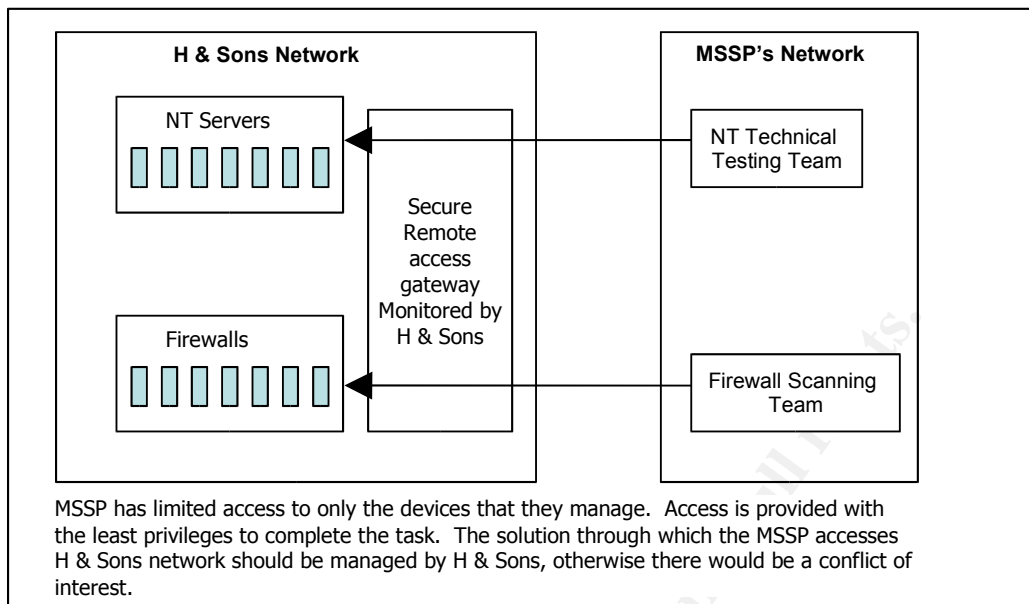 H & Sons Network
MSSP's Network
NT Servers
NT Technical
Testing Team
Secure
Remote
access
gateway
Monitored by
H & Sons
Firewalls
Firewall Scanning
Team
MSSP has limited access to only the devices that they manage. Access is provided with
the least privileges to complete the task. The solution through which the MSSP accesses
H & Sons network should be managed by H & Sons, otherwise there would be a conflict of
interest.